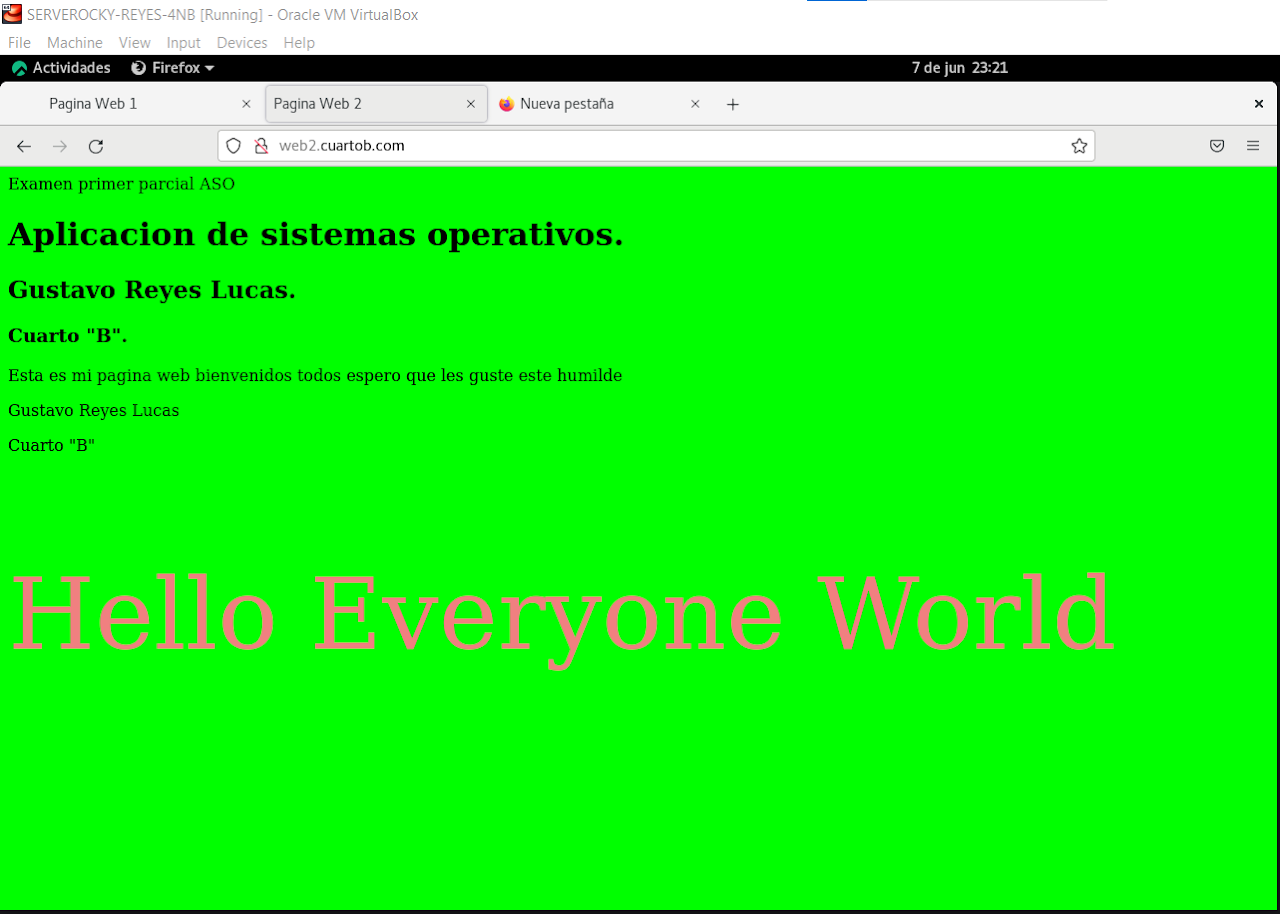 SERVEROCKY-REYES-4NB [Running] - Oracle VM VirtualBox
File Machine View Input Devices Help
Actividades Firefox 7 de jun 23:21
Pagina Web 1 Pagina Web 2 Nueva pestaña
web2.cuartob.com
Examen primer parcial ASO
Aplicacion de sistemas operativos.
Gustavo Reyes Lucas.
Cuarto "B".
Esta es mi pagina web bienvenidos todos espero que les guste este humilde
Gustavo Reyes Lucas
Cuarto "B"
Hello Everyone World